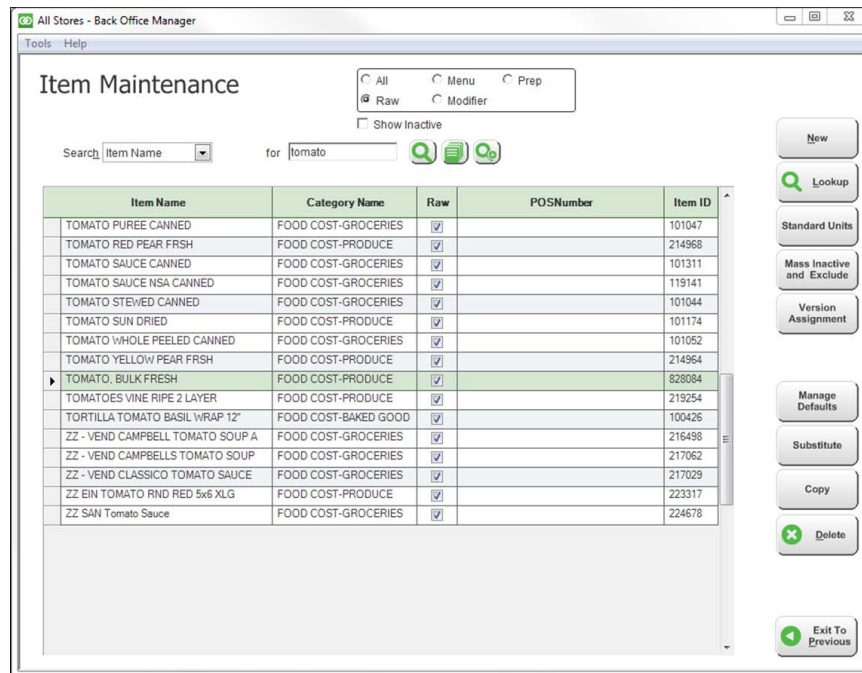 All Stores - Back Office Manager
Tools Help
Item Maintenance
All Menu Prep
Raw Modifier
Show Inactive
Search Item Name for tomato
New
Lookup
Standard Units
Mass Inactive
and Exclude
Version
Assignment
Manage
Defaults
Substitute
Copy
Delete
Exit To
Previous
Item Name Category Name Raw POSNumber Item ID
TOMATO PUREE CANNED FOOD COST-GROCERIES 101047
TOMATO RED PEAR FRSH FOOD COST-PRODUCE 214968
TOMATO SAUCE CANNED FOOD COST-GROCERIES 101311
TOMATO SAUCE NSA CANNED FOOD COST-GROCERIES 119141
TOMATO STEWED CANNED FOOD COST-GROCERIES 101044
TOMATO SUN DRIED FOOD COST-PRODUCE 101174
TOMATO WHOLE PEELED CANNED FOOD COST-GROCERIES 101052
TOMATO YELLOW PEAR FRSH FOOD COST-PRODUCE 214964
TOMATO, BULK FRESH FOOD COST-PRODUCE 828084
TOMATOES VINE RIPE 2 LAYER FOOD COST-PRODUCE 219254
TORTILLA TOMATO BASIL WRAP 12" FOOD COST-BAKED GOOD 100426
ZZ - VEND CAMPBELL TOMATO SOUP A FOOD COST-GROCERIES 216498
ZZ - VEND CAMPBELLS TOMATO SOUP FOOD COST-GROCERIES 217062
ZZ - VEND CLASSICO TOMATO SAUCE FOOD COST-GROCERIES 217029
ZZ EIN TOMATO RND RED 5x6 XLG FOOD COST-PRODUCE 223317
ZZ SAN Tomato Sauce FOOD COST-GROCERIES 224678